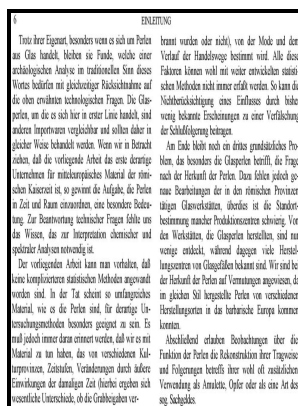 6
EINLEITUNG
Trotz ihrer Eigenart, besonders wenn es sich um Perlen
aus Glas handelt, bleiben sie Funde, welche einer
archäologischen Analyse im traditionellen Sinn dieses
Wortes bedürfen mit gleichzeitiger Rücksichtnahme auf
die oben erwähnten technologischen Fragen. Die Glas-
perlen, um die es sich hier in erster Linie handelt, sind
anderen Importwaren vergleichbar und sollten daher in
gleicher Weise behandelt werden. Wenn wir in Betracht
ziehen, daß die vorliegende Arbeit das erste derartige
Unternehmen für mitteleuropäisches Material der römi-
schen Kaiserzeit ist, so gewinnt die Aufgabe, die Perlen
in Zeit und Raum einzuordnen, eine besondere Bedeu-
tung. Zur Beantwortung technischer Fragen fehlte uns
das Wissen, das zur Interpretation chemischer und
spektraler Analysen notwendig ist.
Der vorliegenden Arbeit kann man vorhalten, daß
keine komplizierteren statistischen Methoden angewandt
worden sind. In der Tat scheint so umfangreiches
Material, wie es die Perlen sind, für derartige Un-
tersuchungsmethoden besonders geeignet zu sein. Es
muß jedoch immer daran erinnert werden, daß wir es mit
Material zu tun haben, das von verschiedenen Kul-
turprovinzen, Zeitstufen, Veränderungen durch äußere
Einwirkungen der damaligen Zeit (hierbei ergeben sich
wesentliche Unterschiede, ob die Grabbeigaben ver-
brannt wurden oder nicht), von der Mode und dem
Verlauf der Handelswege bestimmt wird. Alle diese
Faktoren können wohl mit weiter entwickelten statisti-
schen Methoden nicht immer erfaßt werden. So kann die
Nichtberücksichtigung eines Einflusses durch bisher
wenig bekannte Erscheinungen zu einer Verfälschung
der Schlußfolgerung beitragen.
Am Ende bleibt noch ein drittes grundsätzliches Pro-
blem, das besonders die Glasperlen betrifft, die Frage
nach der Herkunft der Perlen. Dazu fehlen jedoch ge-
naue Bearbeitungen der in den römischen Provinzen
tätigen Glaswerkstätten, überdies ist die Standort-
bestimmung mancher Produktionszentren schwierig. Von
den Werkstätten, die Glasperlen herstellten, sind nur
wenige entdeckt, während dagegen viele Herstel-
lungszentren von Glasgefäßen bekannt sind. Wir sind bei
der Herkunft der Perlen auf Vermutungen angewiesen, da
im gleichen Stil hergestellte Perlen von verschiedenen
Herstellungsorten in das barbarische Europa kommen
konnten.
Abschließend erlauben Beobachtungen über die
Funktion der Perlen die Rekonstruktion ihrer Trageweise
und Folgerungen betreffs ihrer wohl oft zusätzlichen
Verwendung als Amulette, Opfer oder als eine Art des
sog. Sachgeldes.